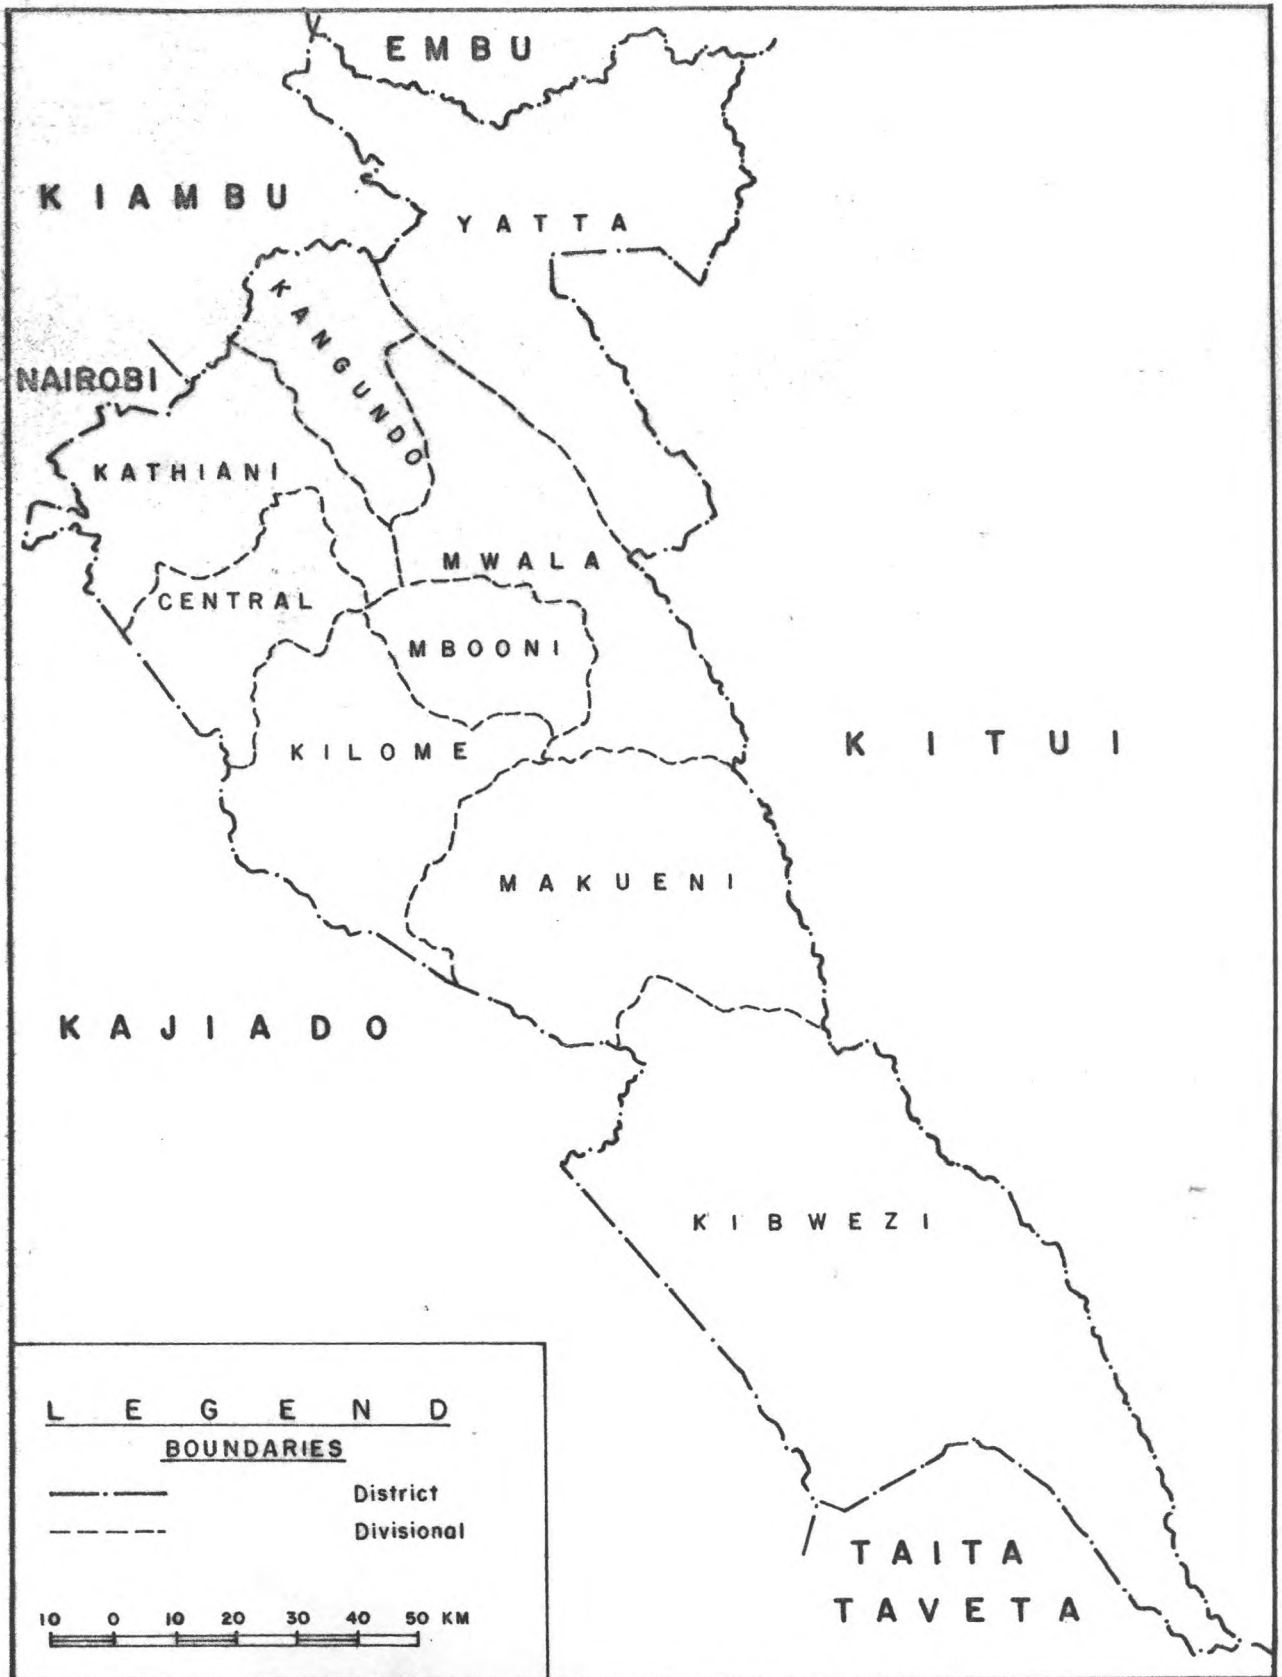 EMBU
KIAMBU
YATTA
KANGUNDO
NAIROBI
KATHIANI
MWALA
CENTRAL
MBOONI
KITUI
KILOME
MAKUENI
KAJIADO
KIBWEZI
LEGEND
BOUNDARIES
District
Divisional
TAITA
TAVETA
10 0 10 20 30 40 50 KM